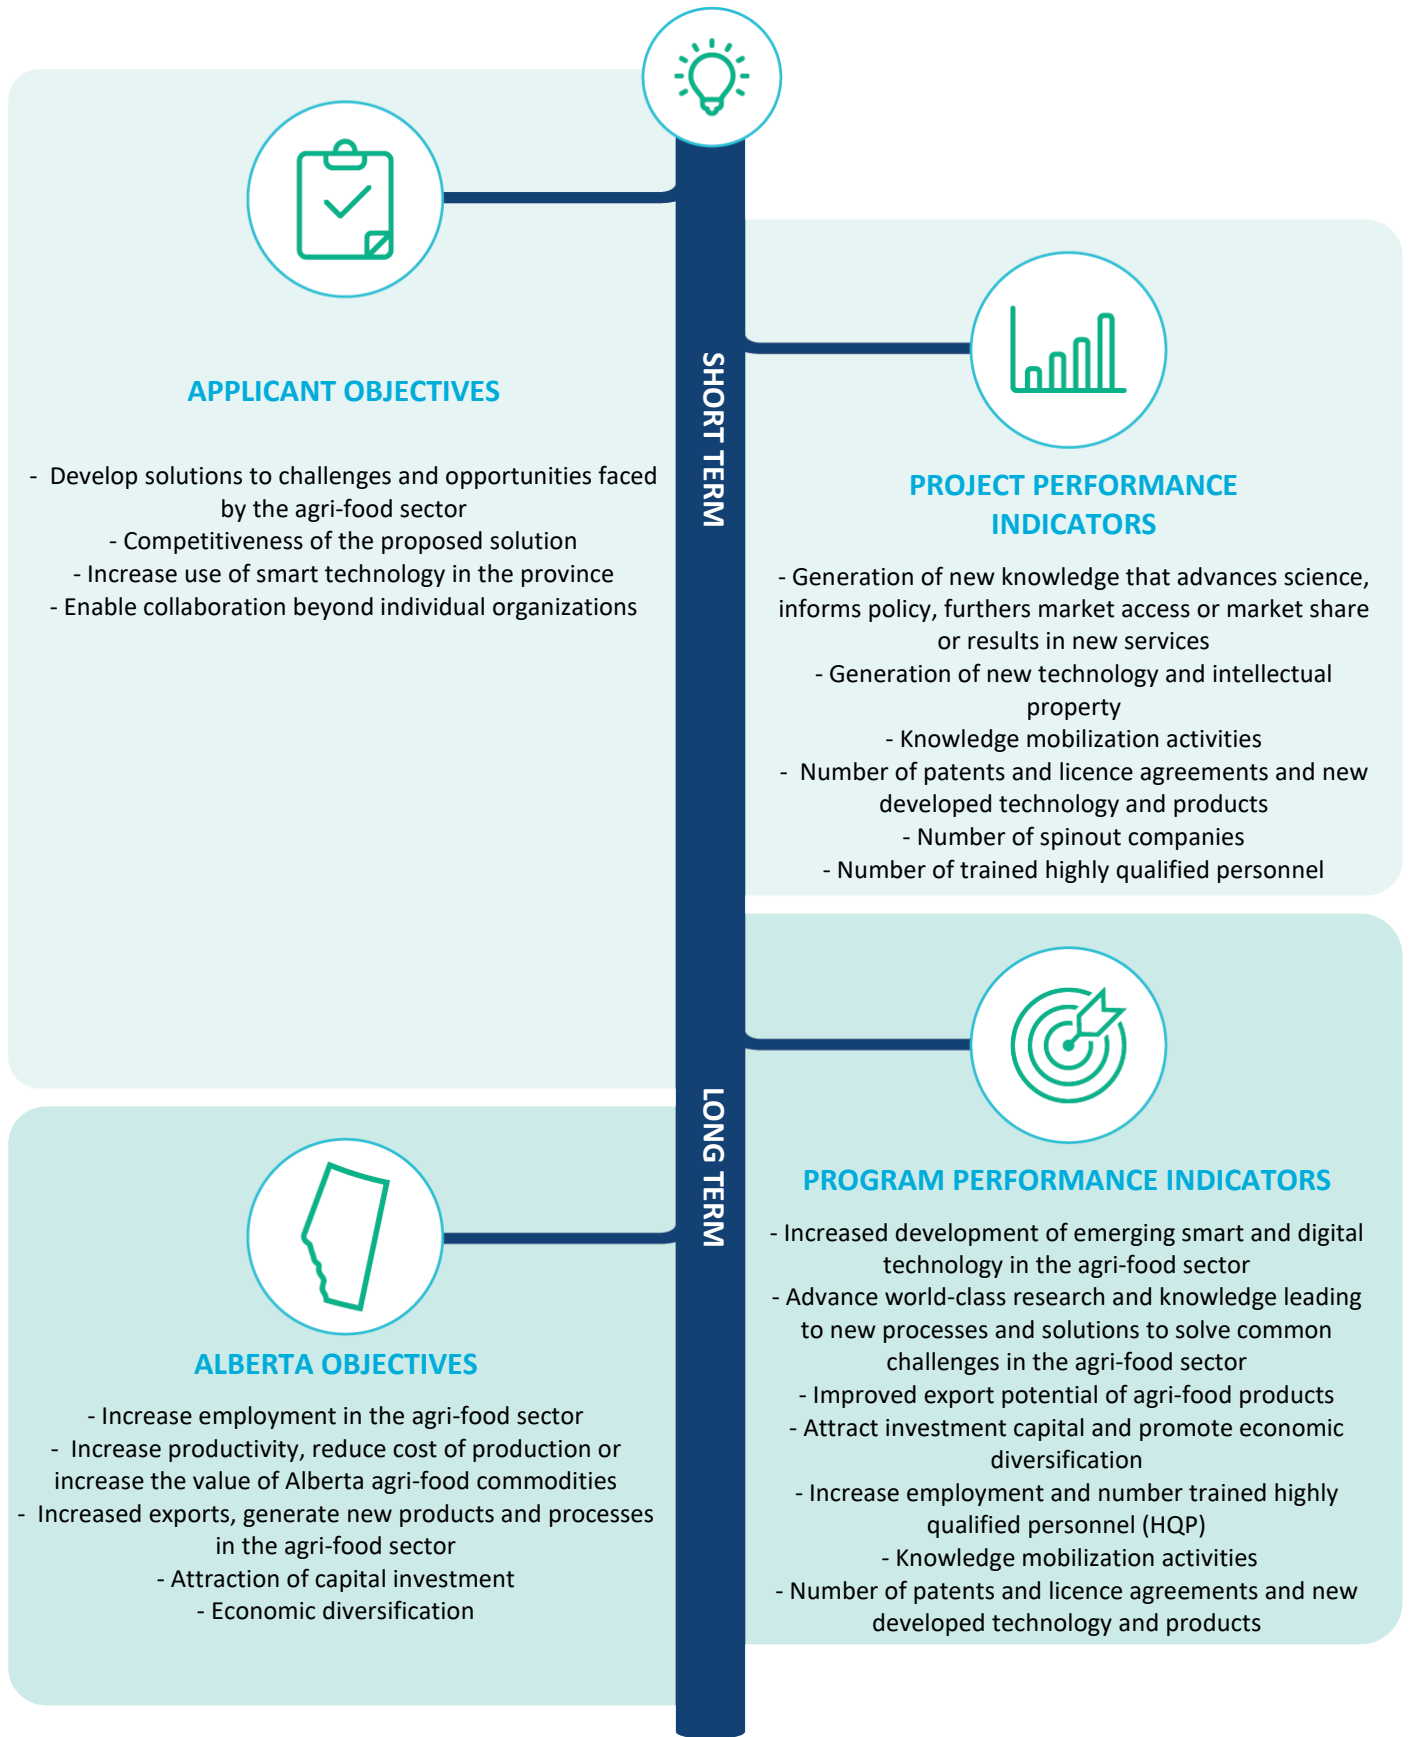 APPLICANT OBJECTIVES
- Develop solutions to challenges and opportunities faced
by the agri-food sector
- Competitiveness of the proposed solution
- Increase use of smart technology in the province
- Enable collaboration beyond individual organizations
SHORT TERM
PROJECT PERFORMANCE
INDICATORS
- Generation of new knowledge that advances science,
informs policy, furthers market access or market share
or results in new services
- Generation of new technology and intellectual
property
- Knowledge mobilization activities
- Number of patents and licence agreements and new
developed technology and products
- Number of spinout companies
- Number of trained highly qualified personnel
LONG TERM
ALBERTA OBJECTIVES
- Increase employment in the agri-food sector
- Increase productivity, reduce cost of production or
increase the value of Alberta agri-food commodities
- Increased exports, generate new products and processes
in the agri-food sector
- Attraction of capital investment
- Economic diversification
PROGRAM PERFORMANCE INDICATORS
- Increased development of emerging smart and digital
technology in the agri-food sector
- Advance world-class research and knowledge leading
to new processes and solutions to solve common
challenges in the agri-food sector
- Improved export potential of agri-food products
- Attract investment capital and promote economic
diversification
- Increase employment and number trained highly
qualified personnel (HQP)
- Knowledge mobilization activities
- Number of patents and licence agreements and new
developed technology and products